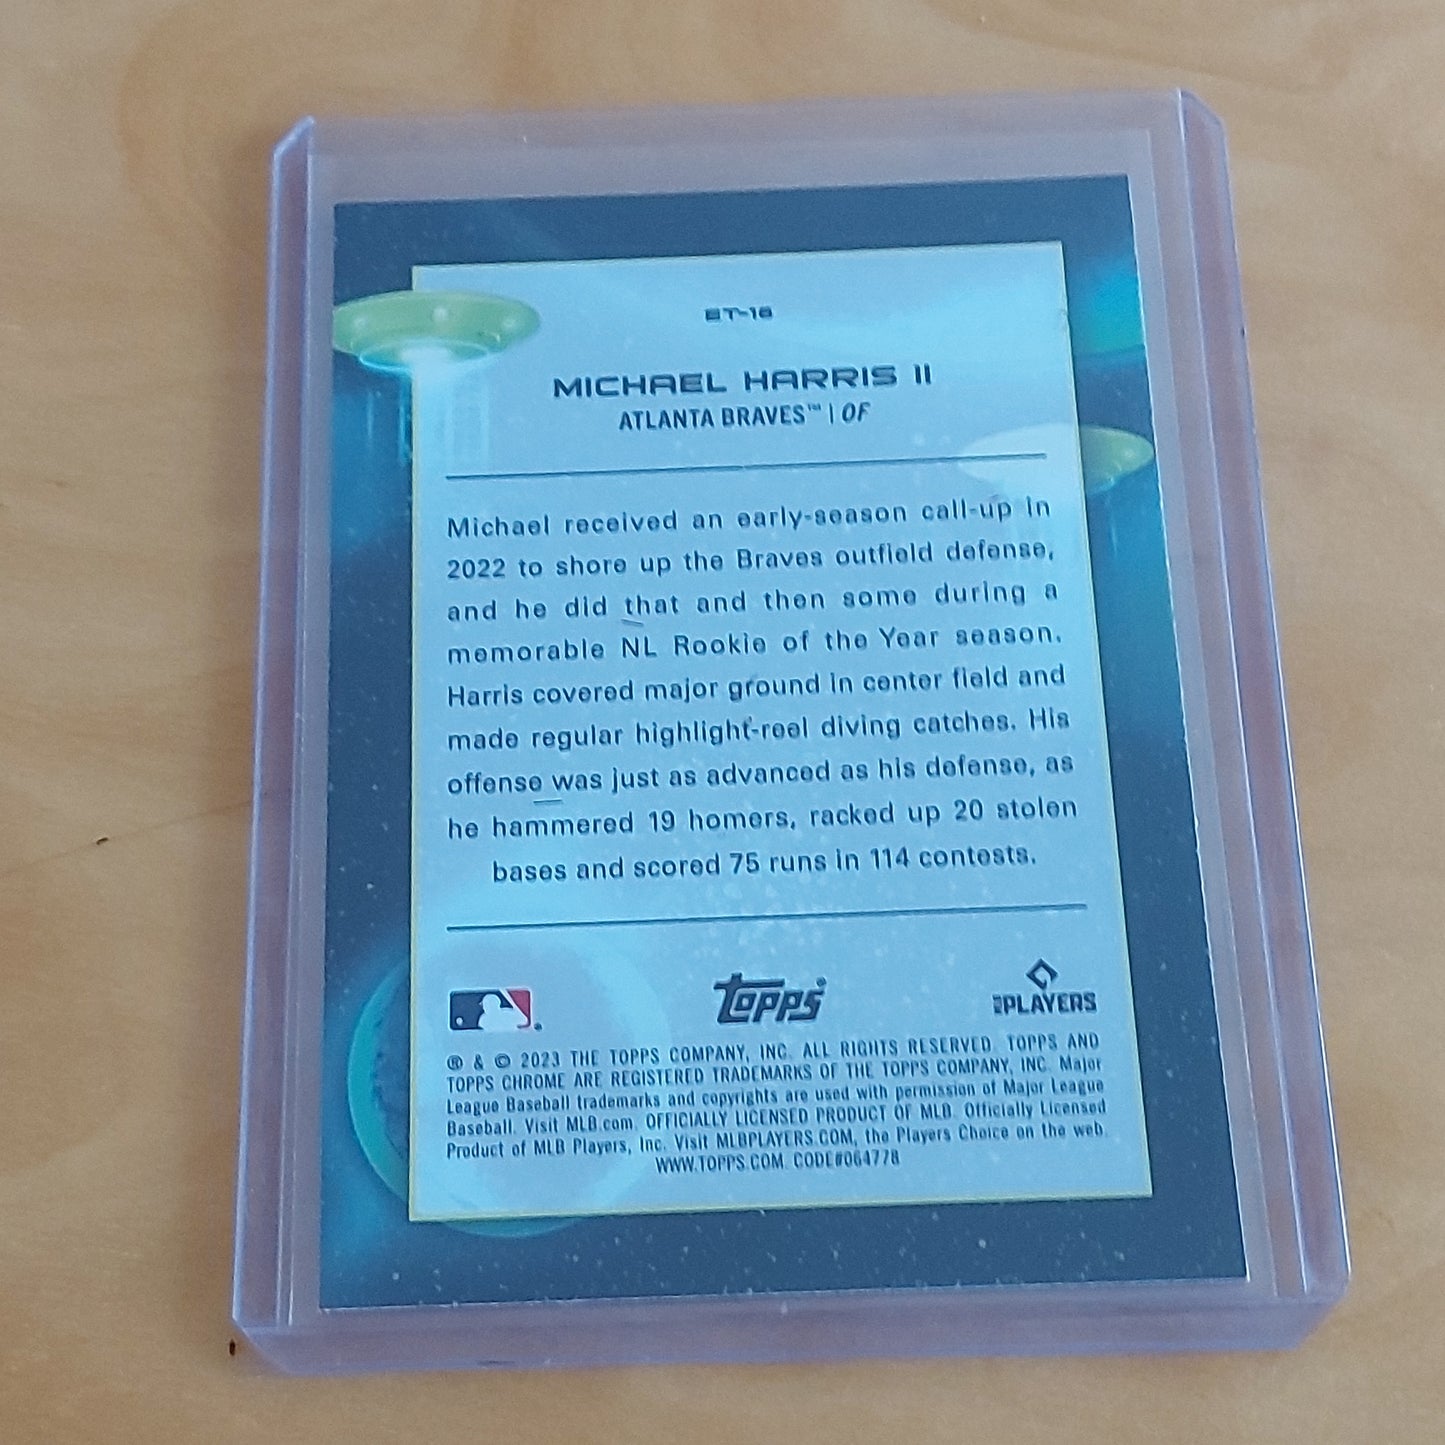 ET-16
MICHAEL HARRIS II
ATLANTA BRAVES™ | OF
Michael received an early-season call-up in
2022 to shore up the Braves outfield defense,
and he did that and then some during a
memorable NL Rookie of the Year season.
Harris covered major ground in center field and
made regular highlight-reel diving catches. His
offense was just as advanced as his defense, as
he hammered 19 homers, racked up 20 stolen
bases and scored 75 runs in 114 contests.
Topps®
PLAYERS
® & © 2023 THE TOPPS COMPANY, INC. ALL RIGHTS RESERVED. TOPPS AND
TOPPS CHROME ARE REGISTERED TRADEMARKS OF THE TOPPS COMPANY, INC. Major
League Baseball trademarks and copyrights are used with permission of Major League
Baseball. Visit MLB.com. OFFICIALLY LICENSED PRODUCT OF MLB. Officially Licensed
Product of MLB Players, Inc. Visit MLBPLAYERS.COM, the Players Choice on the web.
WWW.TOPPS.COM. CODE#064778